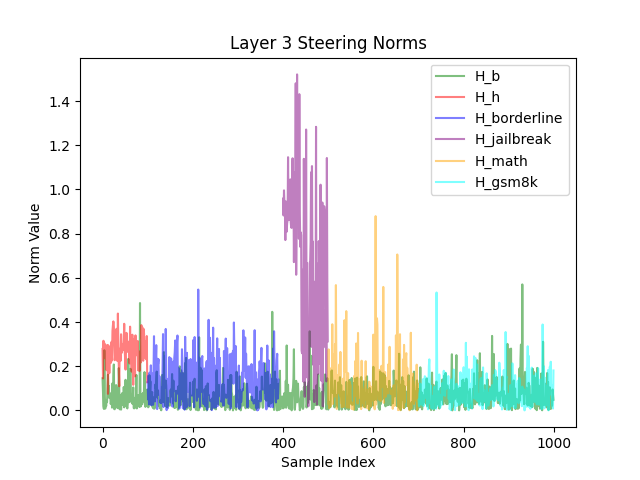 Layer 3 Steering Norms
H_b
H_h
H_borderline
H_jailbreak
H_math
H_gsm8k
Norm Value
1.4
1.2
1.0
0.8
0.6
0.4
0.2
0.0
0
200
400
600
800
1000
Sample Index